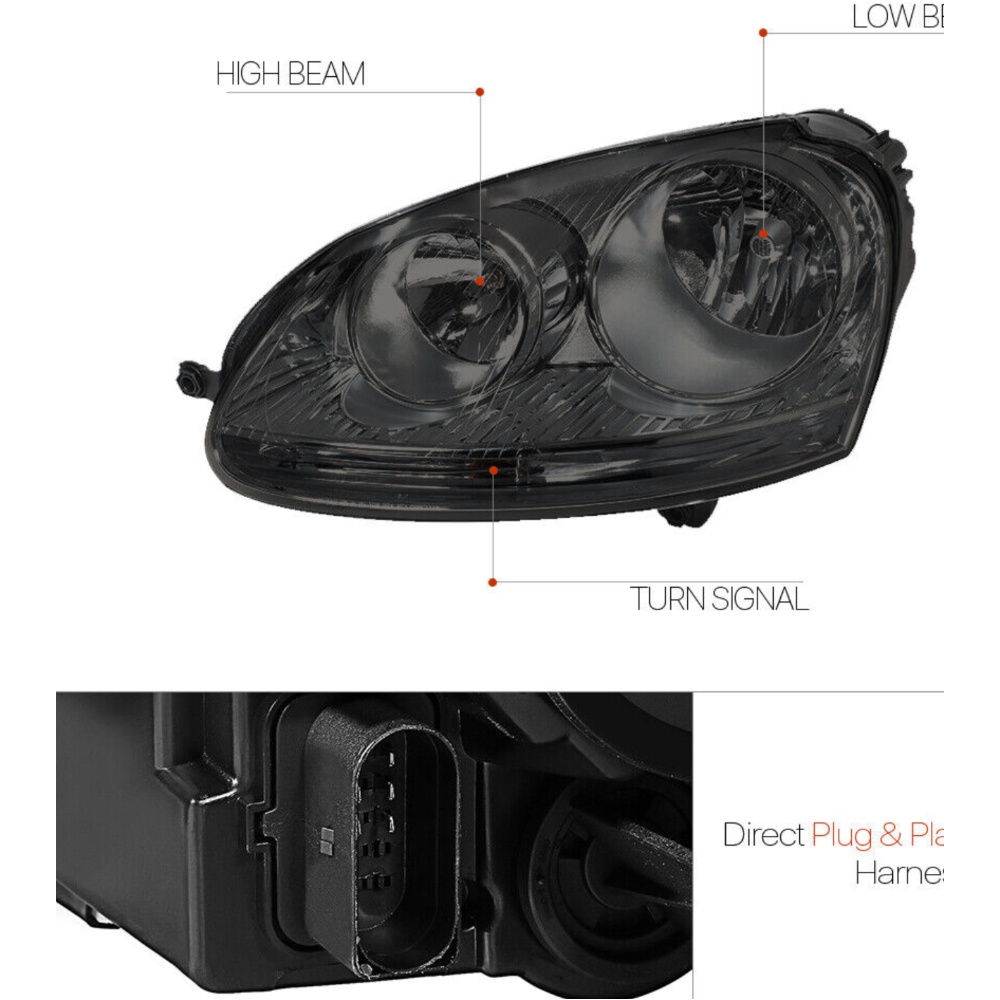 LOW BE
HIGH BEAM
TURN SIGNAL
Direct Plug & Pla
Harnes